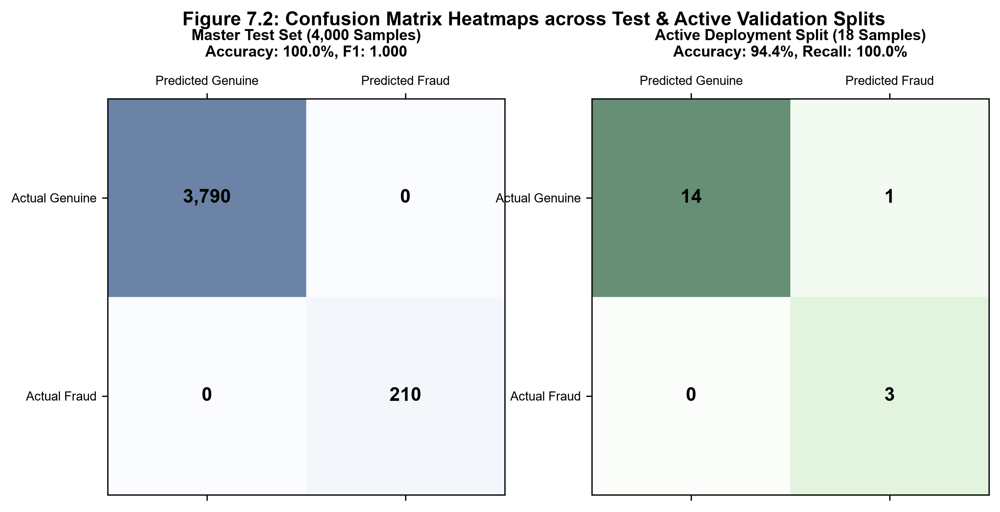 Figure 7.2: Confusion Matrix Heatmaps across Test & Active Validation Splits
Master Test Set (4,000 Samples)
Accuracy: 100.0%, F1: 1.000
Predicted Genuine
Predicted Fraud
Actual Genuine
3,790
0
Actual Fraud
0
210
Active Deployment Split (18 Samples)
Accuracy: 94.4%, Recall: 100.0%
Predicted Genuine
Predicted Fraud
Actual Genuine
14
1
Actual Fraud
0
3